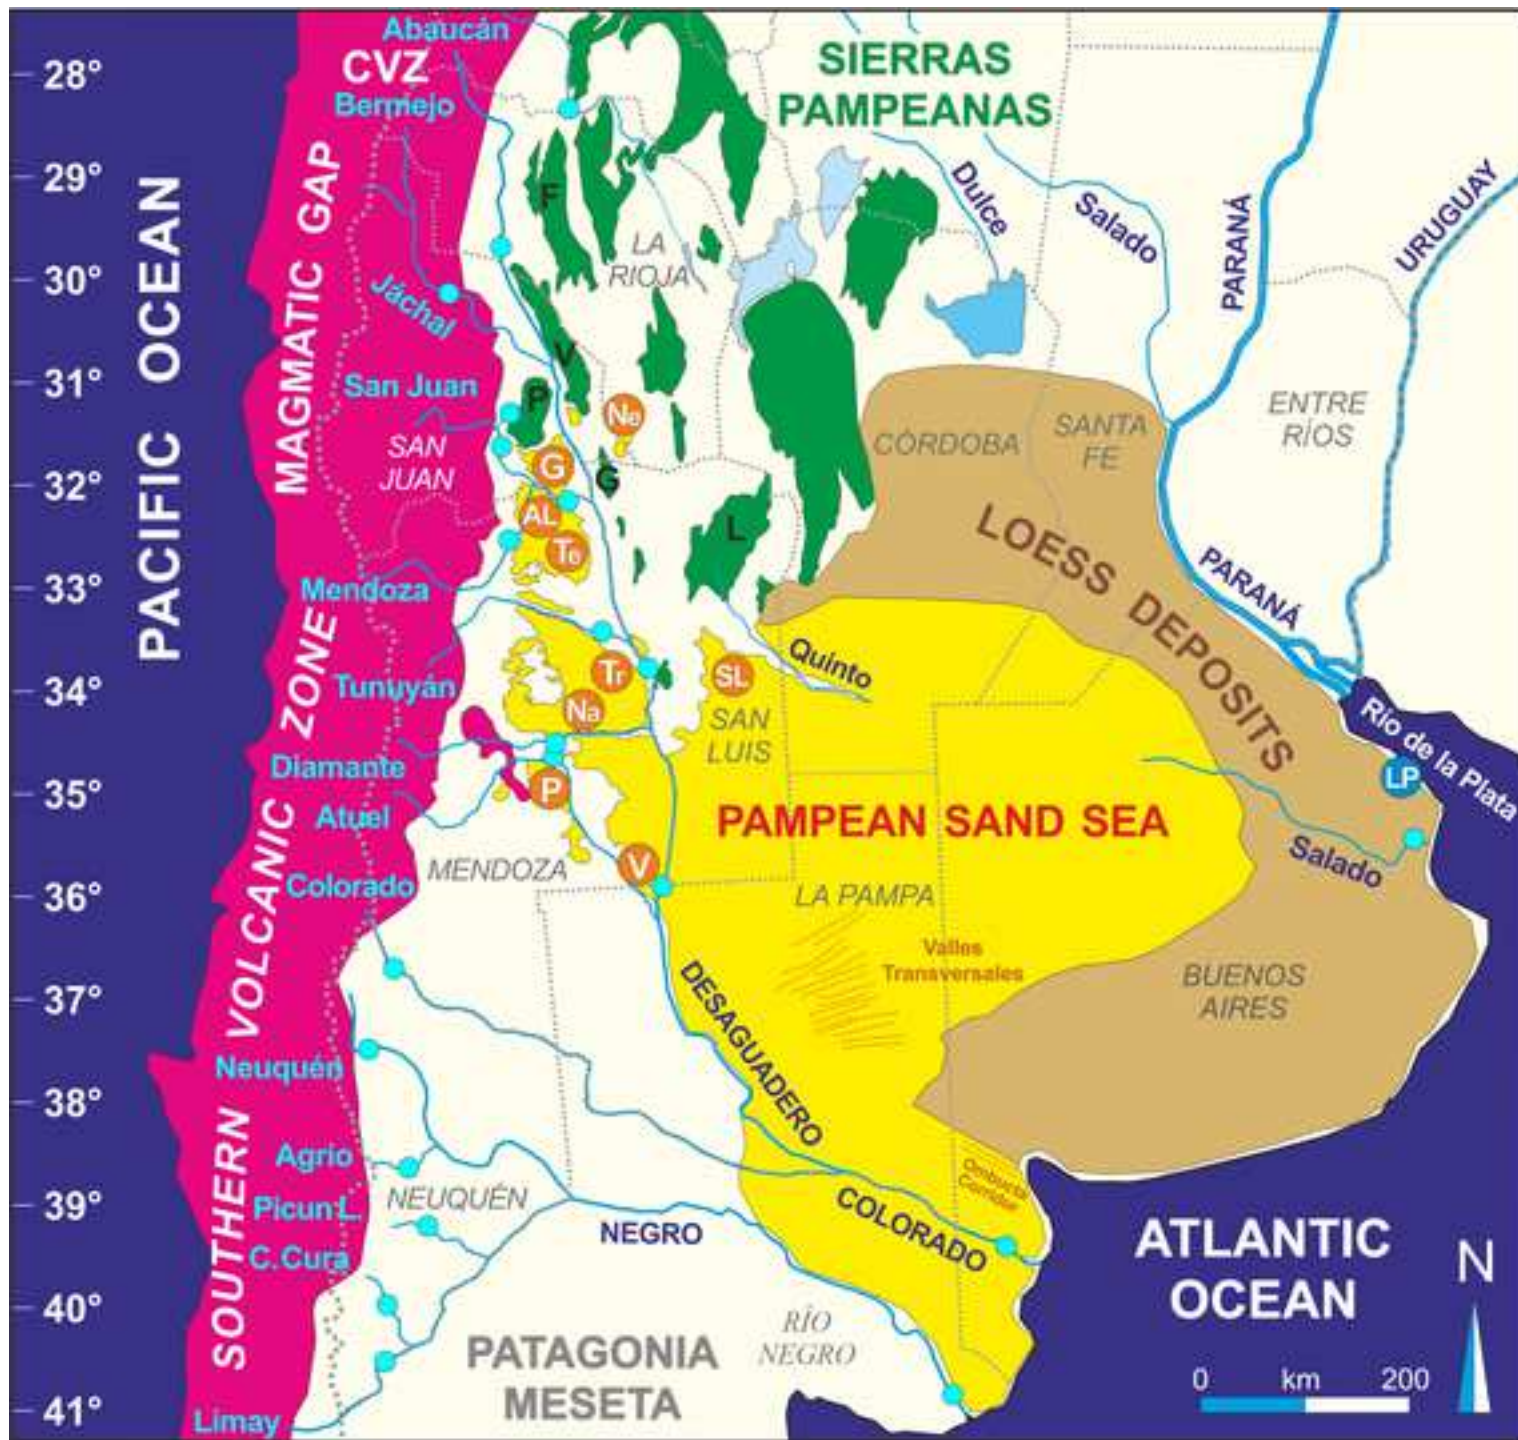 28°
29°
30°
31°
32°
33°
34°
35°
36°
37°
38°
39°
40°
41°
PACIFIC OCEAN
CVZ
MAGMATIC GAP
SOUTHERN VOLCANIC ZONE
Abaucán
Bermejo
Jáchal
San Juan
SAN
JUAN
Mendoza
Tunuyán
Diamante
Atuel
Colorado
Neuquén
Agrio
Picun L.
C.Cura
Limay
SIERRAS
PAMPEANAS
F
V
P
G
L
LA
RIOJA
Ne
G
AL
Te
Tr
Na
SL
P
V
Dulce
Salado
PARANÁ
URUGUAY
ENTRE
RÍOS
CÓRDOBA
SANTA
FE
LOESS DEPOSITS
PARANÁ
Río de la Plata
LP
Quinto
SAN
LUIS
MENDOZA
PAMPEAN SAND SEA
Salado
LA PAMPA
Valles
Transversales
BUENOS
AIRES
DESAGUADERO
Ombucta
Corridor
COLORADO
NEUQUÉN
NEGRO
RÍO
NEGRO
PATAGONIA
MESETA
ATLANTIC
OCEAN
N
0 km 200